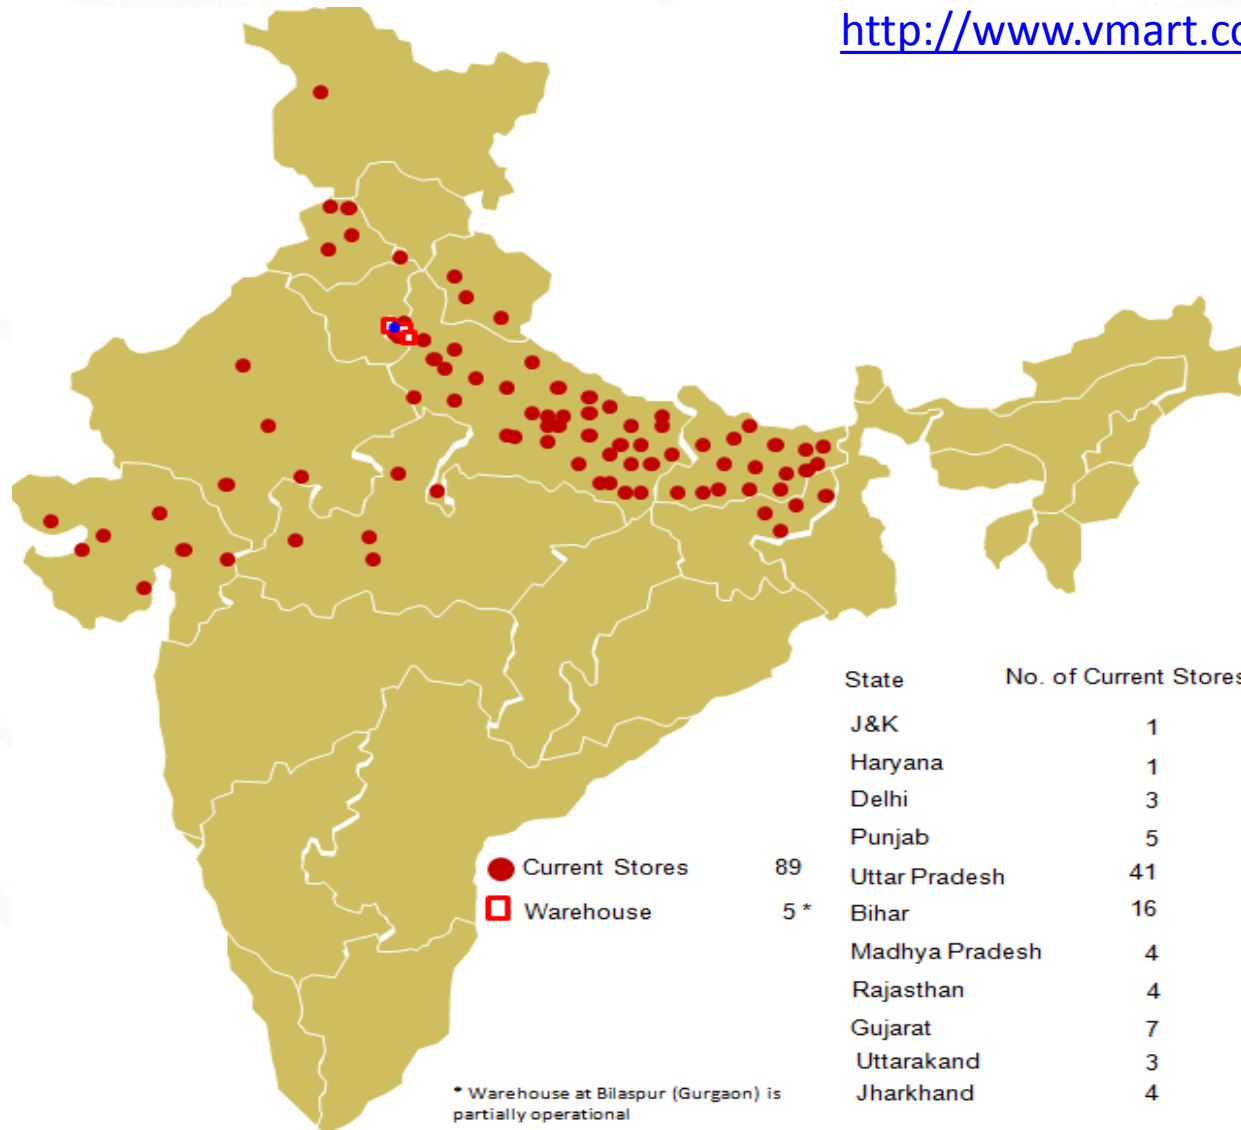 http://www.vmart.co
State No. of Current Stores
J&K 1
Haryana 1
Delhi 3
Punjab 5
Current Stores 89
Uttar Pradesh 41
Warehouse 5 *
Bihar 16
Madhya Pradesh 4
Rajasthan 4
Gujarat 7
Uttarakand 3
Jharkhand 4
* Warehouse at Bilaspur (Gurgaon) is
partially operational